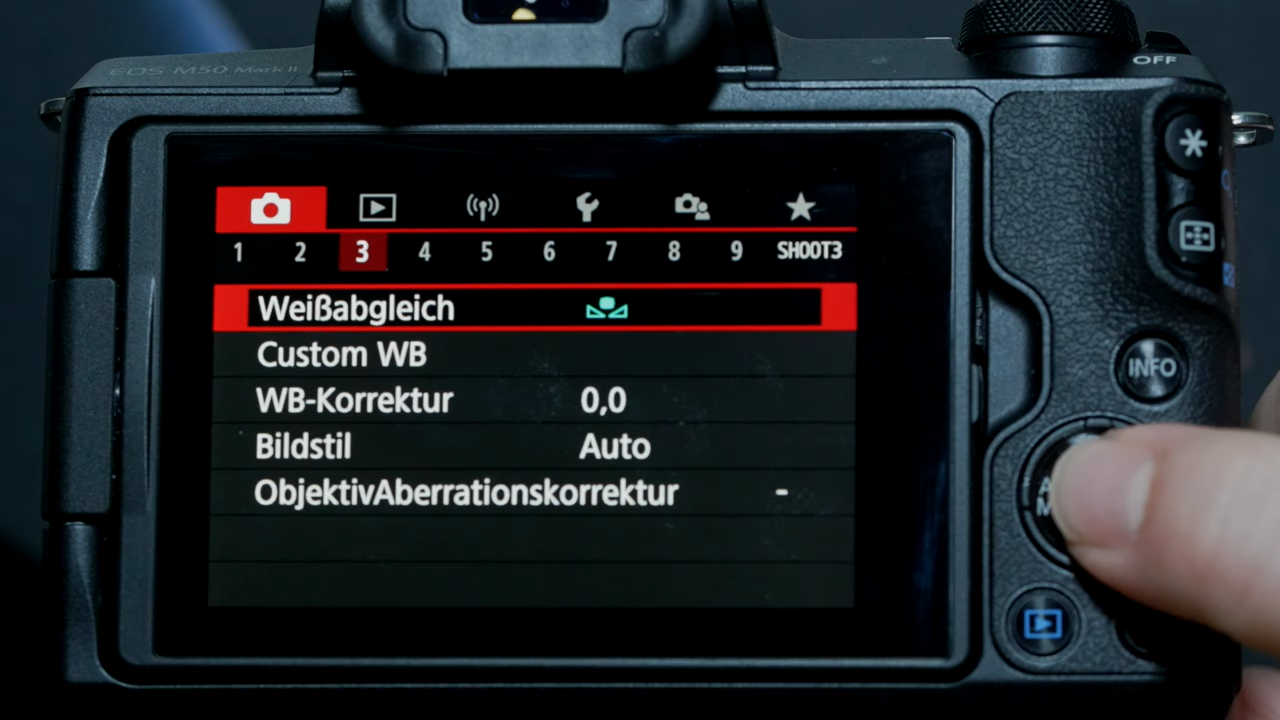 EOS M50 Mark II
OFF
1 2 3 4 5 6 7 8 9 SHOOT3
Weißabgleich
Custom WB
WB-Korrektur 0,0
Bildstil Auto
ObjektivAberrationskorrektur -
INFO